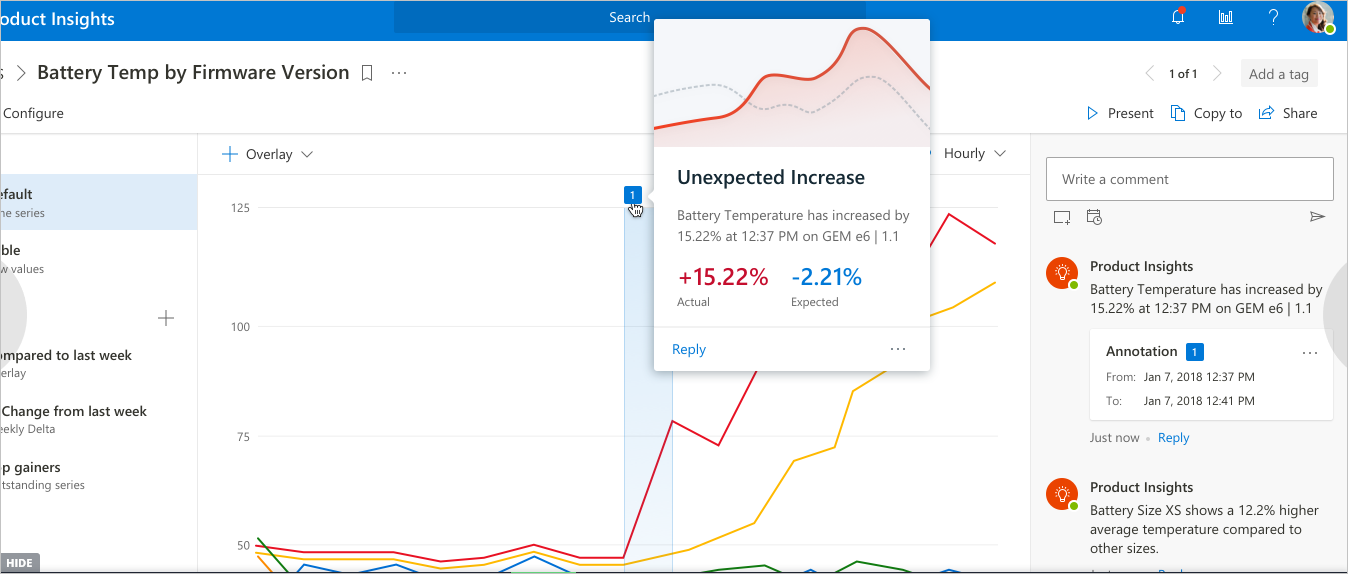 oduct Insights
Search
?
s > Battery Temp by Firmware Version ...
1 of 1
Add a tag
Configure
Present
Copy to
Share
+ Overlay
Hourly
efault
ne series
ble
w values
+
ompared to last week
erlay
Change from last week
eekly Delta
p gainers
tstanding series
HIDE
125
100
75
50
1
Unexpected Increase
Battery Temperature has increased by
15.22% at 12:37 PM on GEM e6 | 1.1
+15.22%
-2.21%
Actual
Expected
Reply
...
Write a comment
Product Insights
Battery Temperature has increased by
15.22% at 12:37 PM on GEM e6 | 1.1
Annotation 1 ...
From: Jan 7, 2018 12:37 PM
To: Jan 7, 2018 12:41 PM
Just now • Reply
Product Insights
Battery Size XS shows a 12.2% higher
average temperature compared to
other sizes.